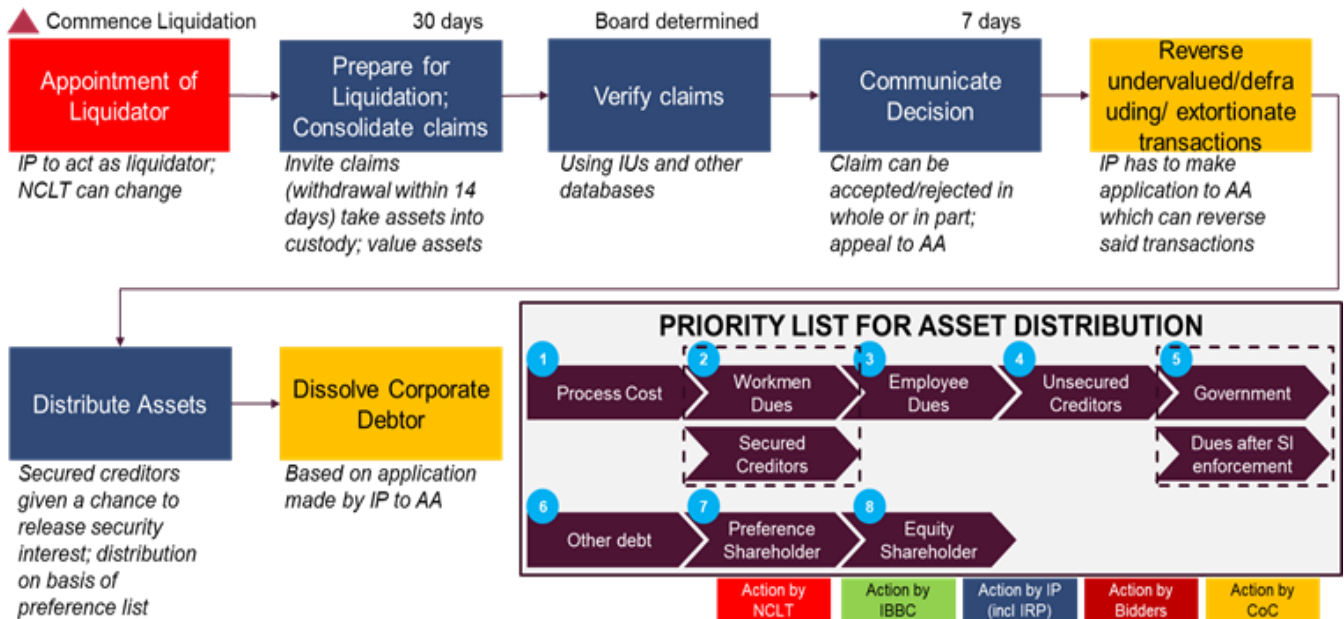 Commence Liquidation
30 days
Board determined
7 days
Appointment of
Liquidator
Prepare for
Liquidation;
Consolidate claims
Verify claims
Communicate
Decision
Reverse
undervalued/defra
uding/ extortionate
transactions
IP to act as liquidator;
NCLT can change
Invite claims
(withdrawal within 14
days) take assets into
custody; value assets
Using IUs and other
databases
Claim can be
accepted/rejected in
whole or in part;
appeal to AA
IP has to make
application to AA
which can reverse
said transactions
Distribute Assets
Dissolve Corporate
Debtor
Secured creditors
given a chance to
release security
interest; distribution
on basis of
preference list
Based on application
made by IP to AA
PRIORITY LIST FOR ASSET DISTRIBUTION
1
Process Cost
2
Workmen
Dues
Secured
Creditors
3
Employee
Dues
4
Unsecured
Creditors
5
Government
Dues after SI
enforcement
6
Other debt
7
Preference
Shareholder
8
Equity
Shareholder
Action by
NCLT
Action by
IBBC
Action by IP
(incl IRP)
Action by
Bidders
Action by
CoC